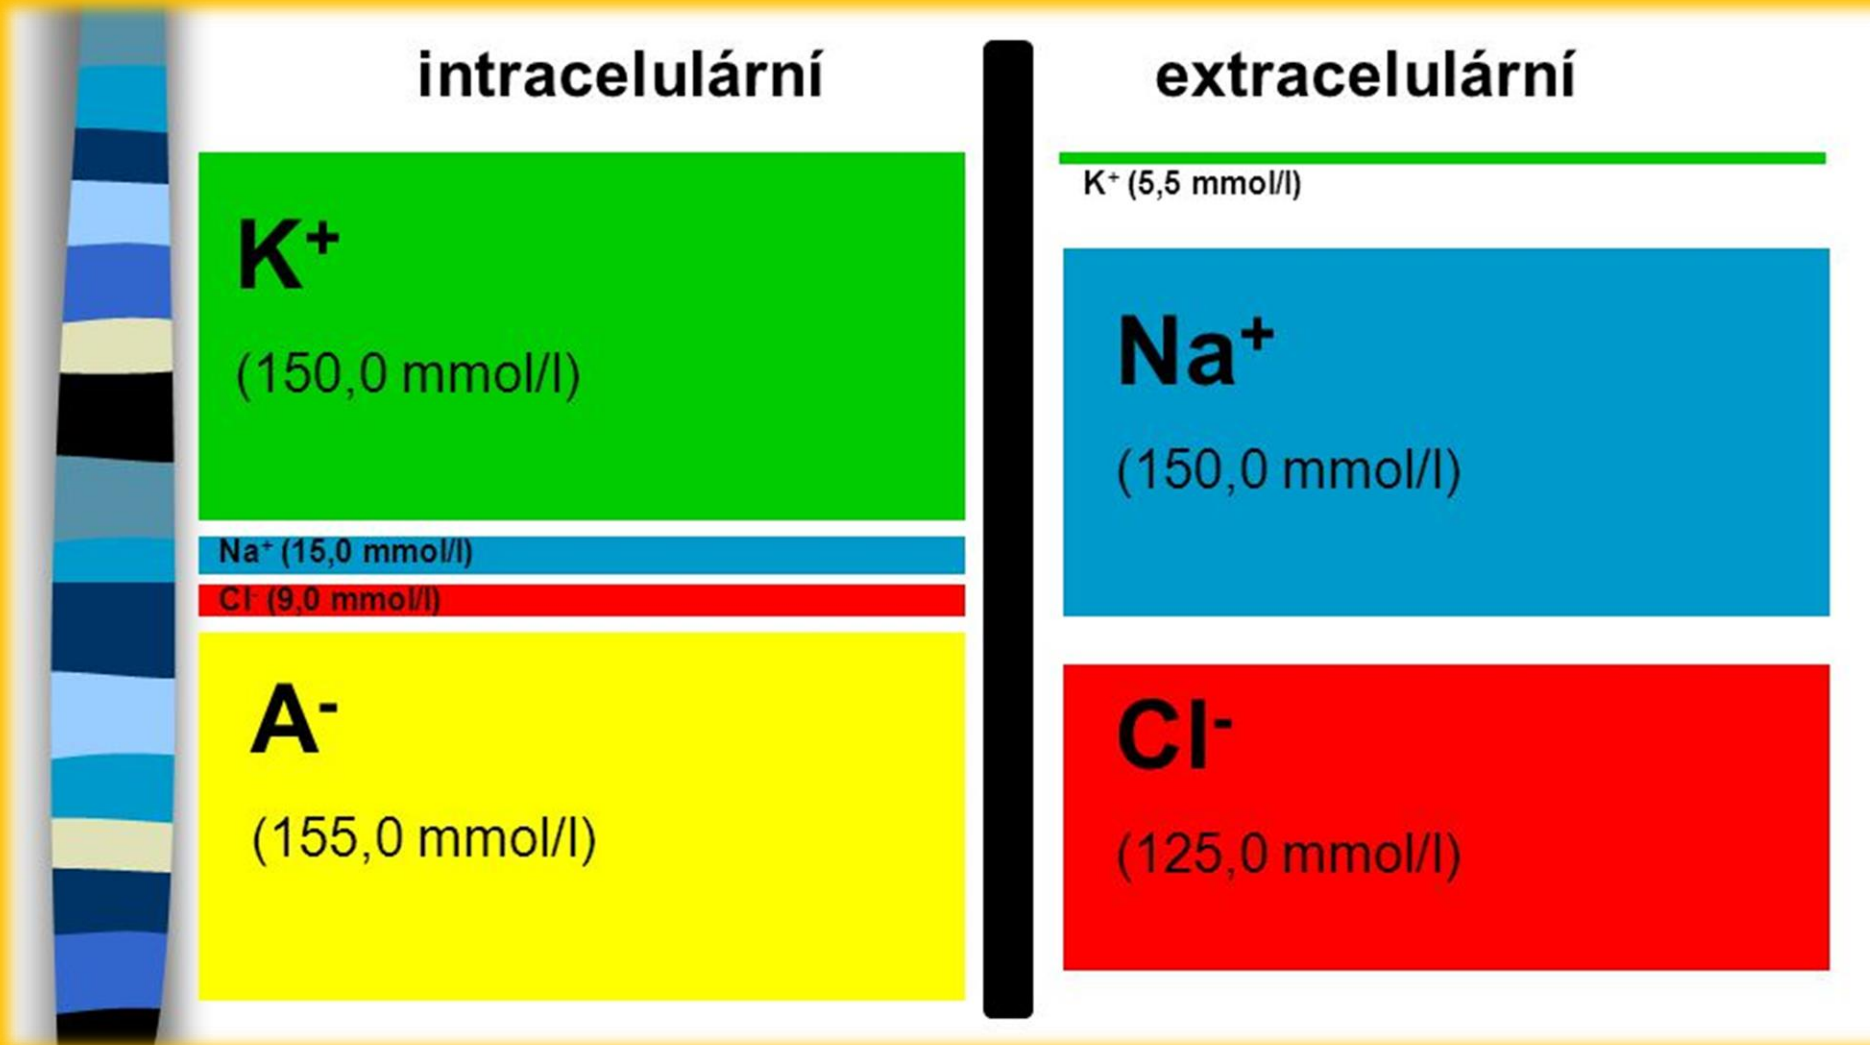 intracelulární
K⁺
(150,0 mmol/l)
Na⁺ (15,0 mmol/l)
Cl⁻ (9,0 mmol/l)
A⁻
(155,0 mmol/l)
extracelulární
K⁺ (5,5 mmol/l)
Na⁺
(150,0 mmol/l)
Cl⁻
(125,0 mmol/l)